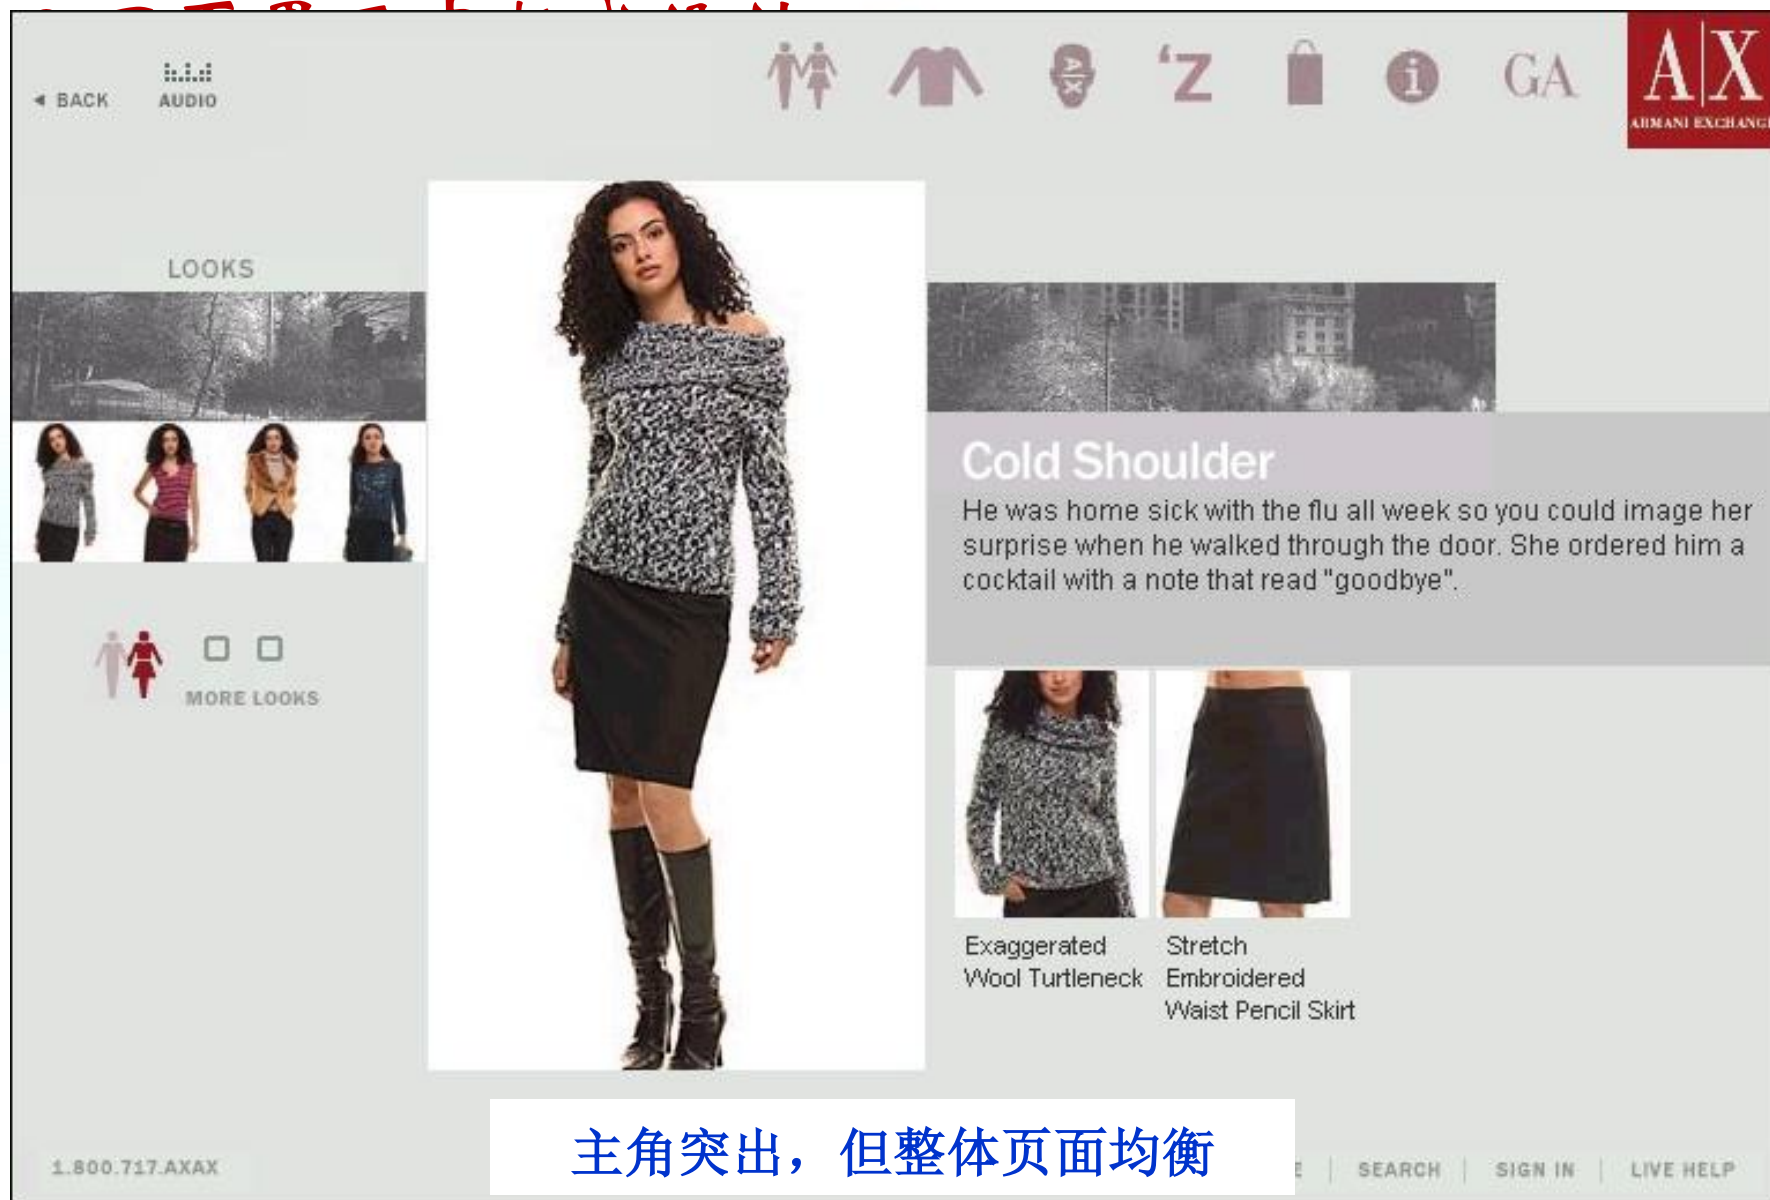 ◄ BACK
AUDIO
'Z
GA
A|X
ARMANI EXCHANGE
LOOKS
Cold Shoulder
He was home sick with the flu all week so you could image her
surprise when he walked through the door. She ordered him a
cocktail with a note that read "goodbye".
MORE LOOKS
Exaggerated
Wool Turtleneck
Stretch
Embroidered
Waist Pencil Skirt
主角突出，但整体页面均衡
1.800.717.AXAX
SEARCH | SIGN IN | LIVE HELP